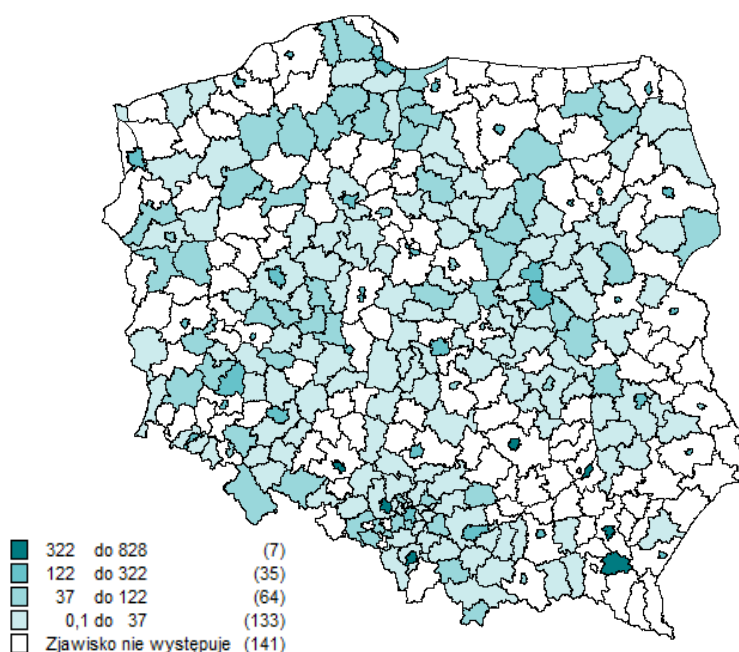 322 do 828 (7)
122 do 322 (35)
37 do 122 (64)
0,1 do 37 (133)
Zjawisko nie występuje (141)